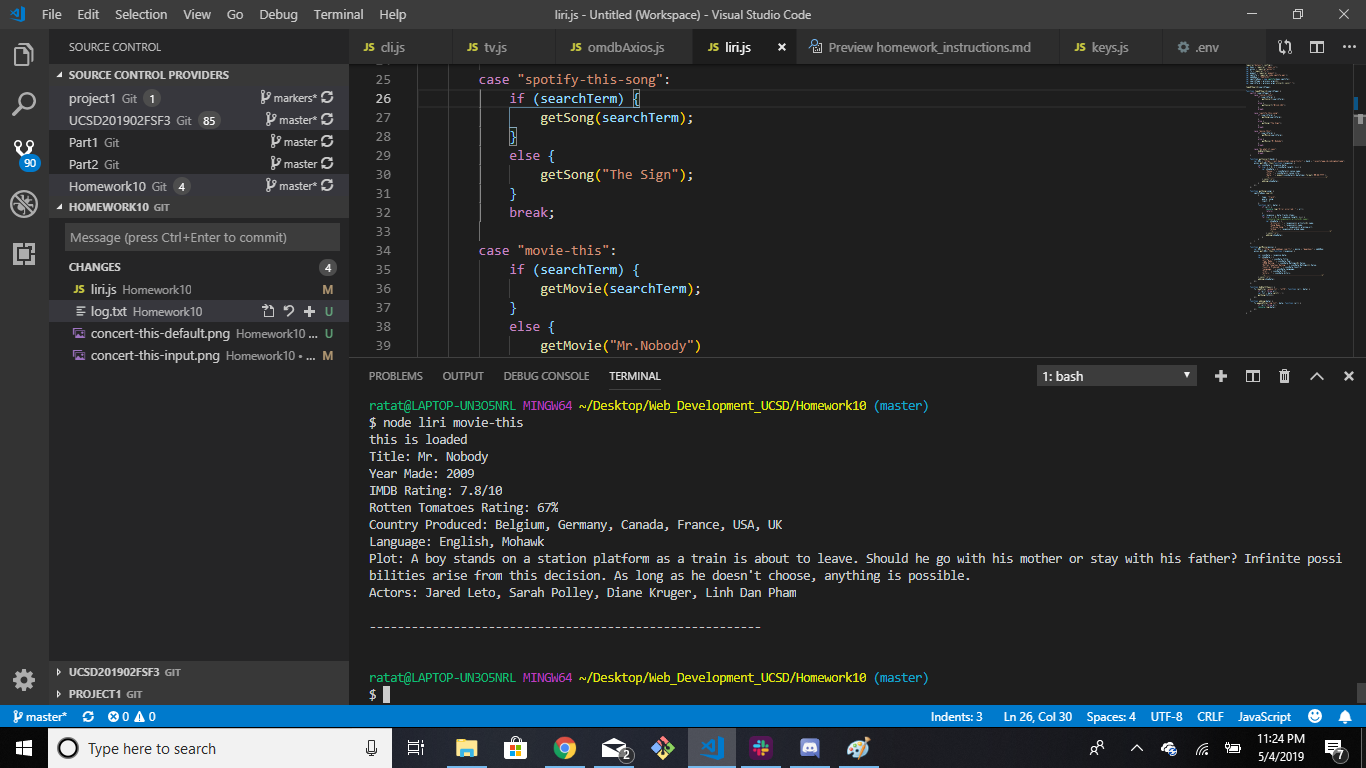 File Edit Selection View Go Debug Terminal Help
liri.js - Untitled (Workspace) - Visual Studio Code
SOURCE CONTROL
SOURCE CONTROL PROVIDERS
project1 Git 1 markers*
UCSD201902FSF3 Git 85 master*
Part1 Git master
Part2 Git master
Homework10 Git 4 master*
HOMEWORK10 GIT
Message (press Ctrl+Enter to commit)
CHANGES 4
JS liri.js Homework10 M
log.txt Homework10 U
concert-this-default.png Homework10 ... U
concert-this-input.png Homework10 • ... M
90
UCSD201902FSF3 GIT
PROJECT1 GIT
JS cli.js
JS tv.js
JS omdbAxios.js
JS liri.js
Preview homework_instructions.md
JS keys.js
.env
25 case "spotify-this-song":
26 if (searchTerm) {
27 getSong(searchTerm);
28 }
29 else {
30 getSong("The Sign");
31 }
32 break;
33
34 case "movie-this":
35 if (searchTerm) {
36 getMovie(searchTerm);
37 }
38 else {
39 getMovie("Mr.Nobody")
PROBLEMS OUTPUT DEBUG CONSOLE TERMINAL
1: bash
ratat@LAPTOP-UN3O5NRL MINGW64 ~/Desktop/Web_Development_UCSD/Homework10 (master)
$ node liri movie-this
this is loaded
Title: Mr. Nobody
Year Made: 2009
IMDB Rating: 7.8/10
Rotten Tomatoes Rating: 67%
Country Produced: Belgium, Germany, Canada, France, USA, UK
Language: English, Mohawk
Plot: A boy stands on a station platform as a train is about to leave. Should he go with his mother or stay with his father? Infinite possi
bilities arise from this decision. As long as he doesn't choose, anything is possible.
Actors: Jared Leto, Sarah Polley, Diane Kruger, Linh Dan Pham
--------------------------------------------------------
ratat@LAPTOP-UN3O5NRL MINGW64 ~/Desktop/Web_Development_UCSD/Homework10 (master)
$
master* 0 0
Indents: 3 Ln 26, Col 30 Spaces: 4 UTF-8 CRLF JavaScript
Type here to search
2
11:24 PM
5/4/2019
7